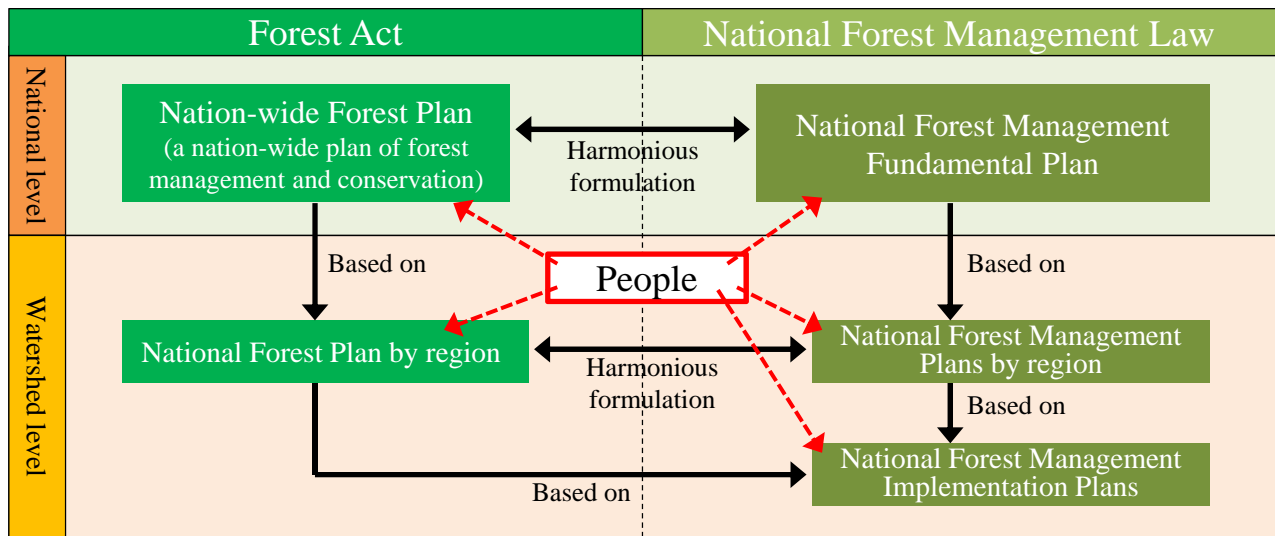 Forest Act
National Forest Management Law
National level
Nation-wide Forest Plan
(a nation-wide plan of forest
management and conservation)
Harmonious
formulation
National Forest Management
Fundamental Plan
Based on
Based on
People
Watershed level
National Forest Plan by region
Harmonious
formulation
National Forest Management
Plans by region
Based on
National Forest Management
Implementation Plans
Based on